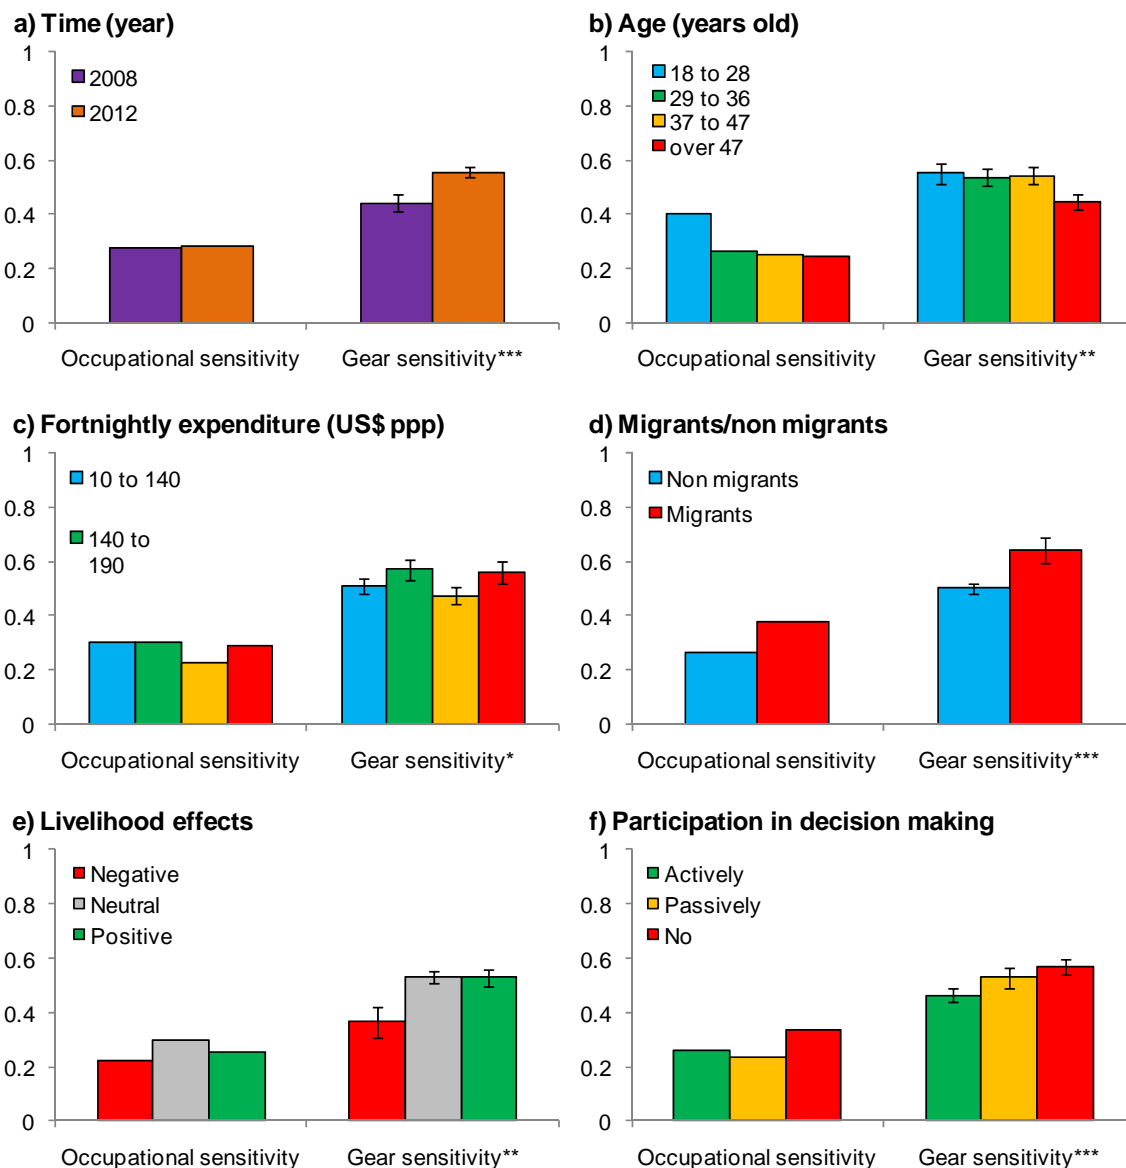 a) Time (year)
1
0.8
0.6
0.4
0.2
0
2008
2012
Occupational sensitivity
Gear sensitivity***
b) Age (years old)
1
0.8
0.6
0.4
0.2
0
18 to 28
29 to 36
37 to 47
over 47
Occupational sensitivity
Gear sensitivity**
c) Fortnightly expenditure (US$ ppp)
1
0.8
0.6
0.4
0.2
0
10 to 140
140 to
190
Occupational sensitivity
Gear sensitivity*
d) Migrants/non migrants
1
0.8
0.6
0.4
0.2
0
Non migrants
Migrants
Occupational sensitivity
Gear sensitivity***
e) Livelihood effects
1
0.8
0.6
0.4
0.2
0
Negative
Neutral
Positive
Occupational sensitivity
Gear sensitivity**
f) Participation in decision making
1
0.8
0.6
0.4
0.2
0
Actively
Passively
No
Occupational sensitivity
Gear sensitivity***